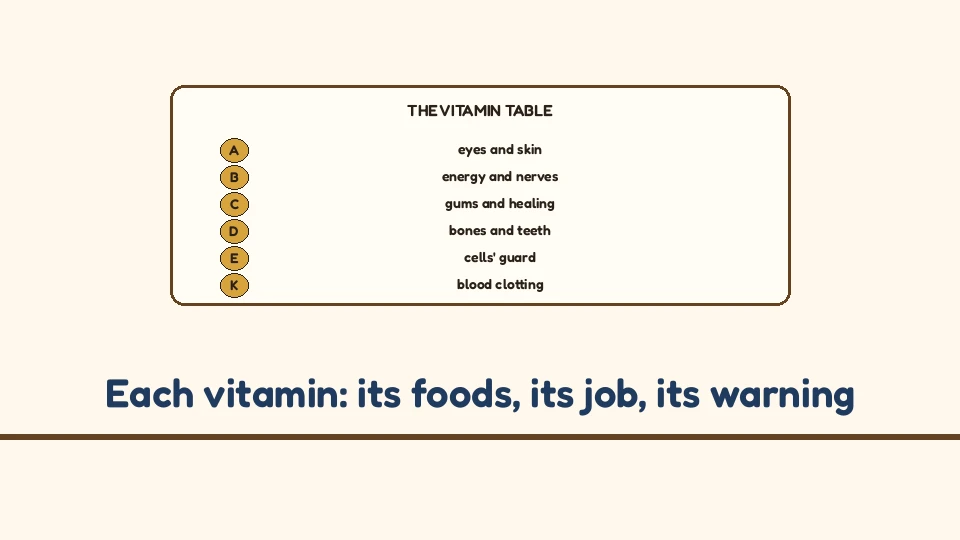 THE VITAMIN TABLE
A eyes and skin
B energy and nerves
C gums and healing
D bones and teeth
E cells' guard
K blood clotting
Each vitamin: its foods, its job, its warning